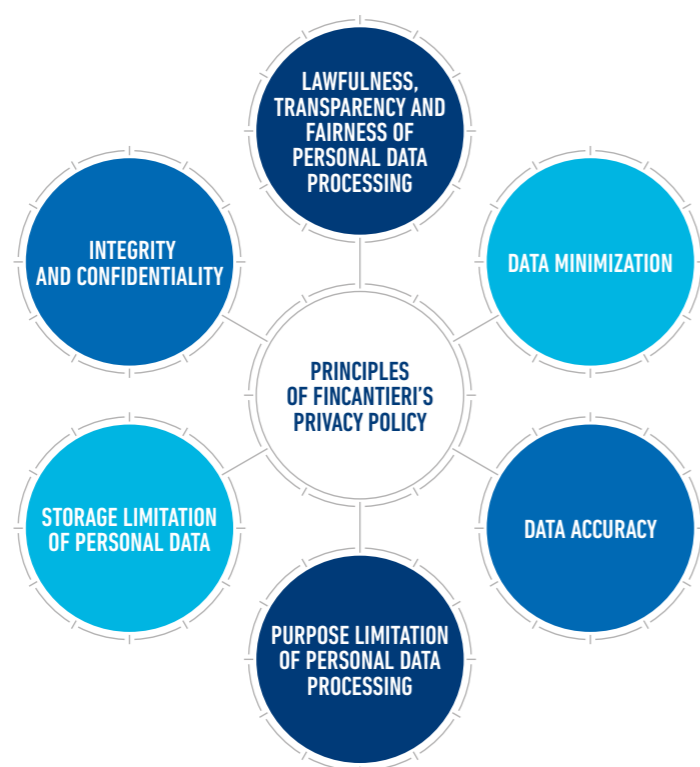 LAWFULNESS,
TRANSPARENCY AND
FAIRNESS OF
PERSONAL DATA
PROCESSING
INTEGRITY
AND CONFIDENTIALITY
DATA MINIMIZATION
PRINCIPLES
OF FINCANTIERI’S
PRIVACY POLICY
STORAGE LIMITATION
OF PERSONAL DATA
DATA ACCURACY
PURPOSE LIMITATION
OF PERSONAL DATA
PROCESSING